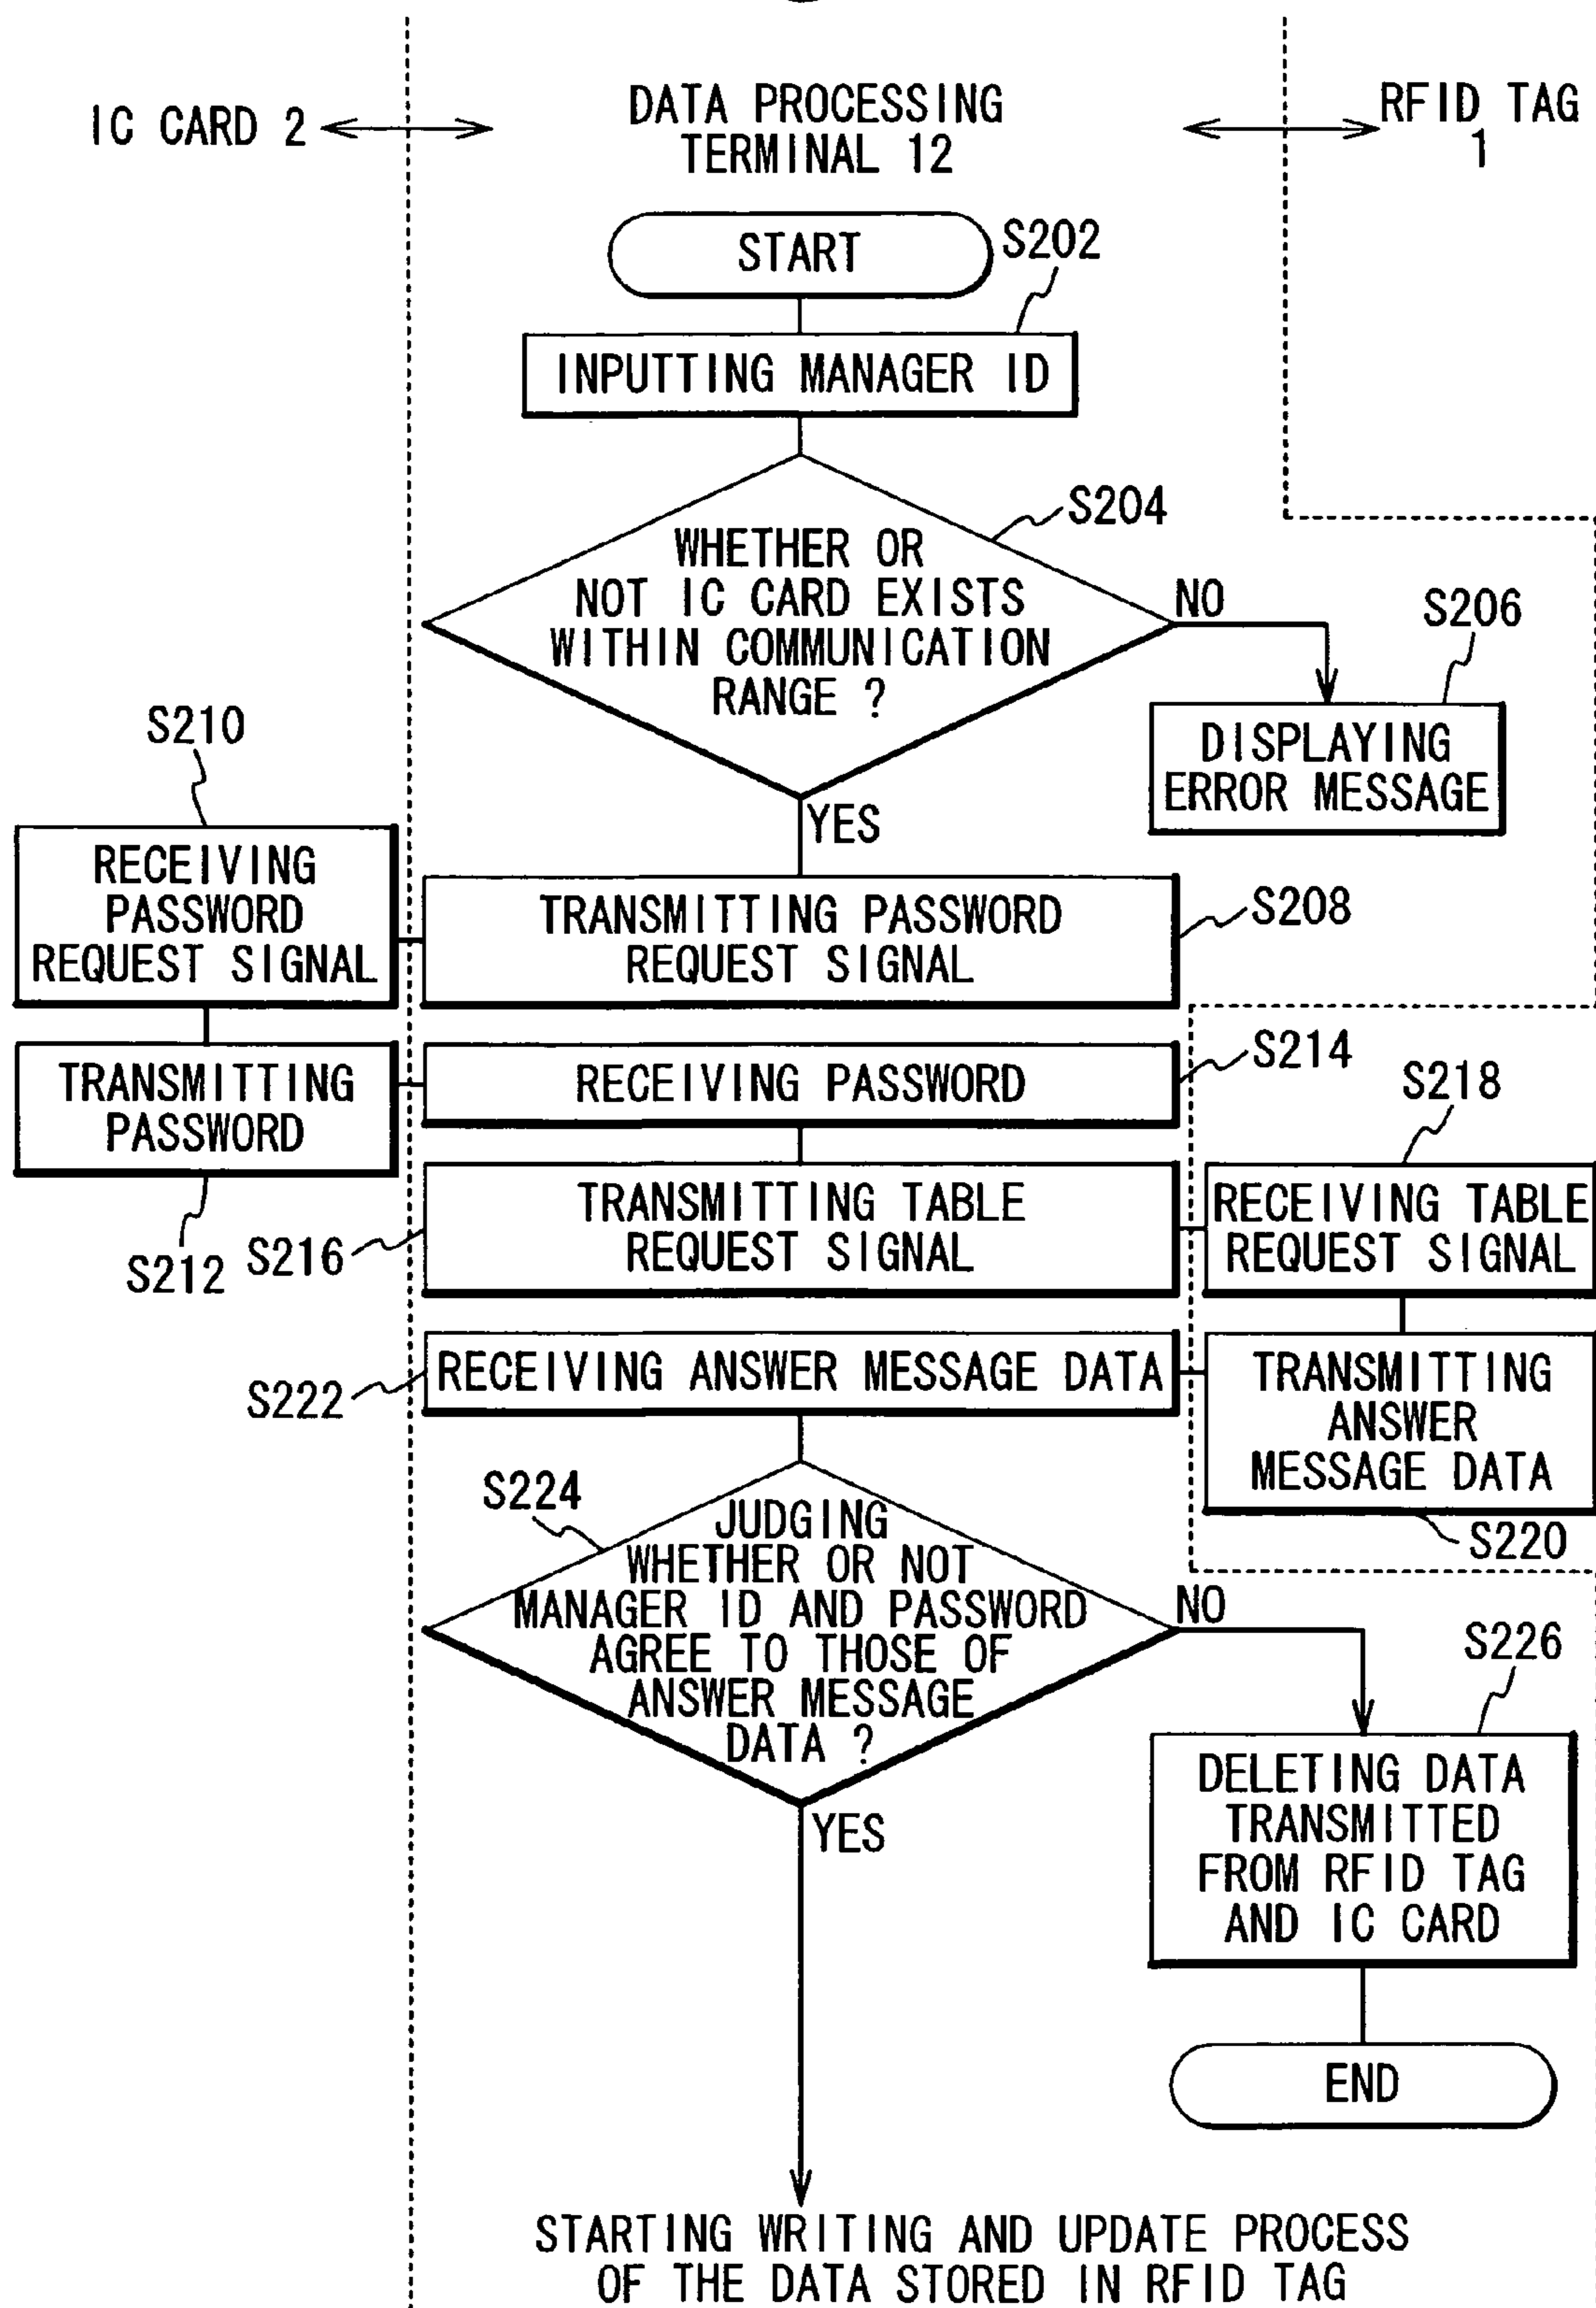 IC CARD 2
DATA PROCESSING
TERMINAL 12
RFID TAG
1
START
S202
INPUTTING MANAGER ID
S204
WHETHER OR
NOT IC CARD EXISTS
WITHIN COMMUNICATION
RANGE ?
NO
S206
DISPLAYING
ERROR MESSAGE
YES
S210
RECEIVING
PASSWORD
REQUEST SIGNAL
TRANSMITTING PASSWORD
REQUEST SIGNAL
S208
TRANSMITTING
PASSWORD
S212
RECEIVING PASSWORD
S214
TRANSMITTING TABLE
REQUEST SIGNAL
S216
S218
RECEIVING TABLE
REQUEST SIGNAL
RECEIVING ANSWER MESSAGE DATA
S222
TRANSMITTING
ANSWER
MESSAGE DATA
S220
S224
JUDGING
WHETHER OR NOT
MANAGER ID AND PASSWORD
AGREE TO THOSE OF
ANSWER MESSAGE
DATA ?
NO
S226
DELETING DATA
TRANSMITTED
FROM RFID TAG
AND IC CARD
YES
END
STARTING WRITING AND UPDATE PROCESS
OF THE DATA STORED IN RFID TAG